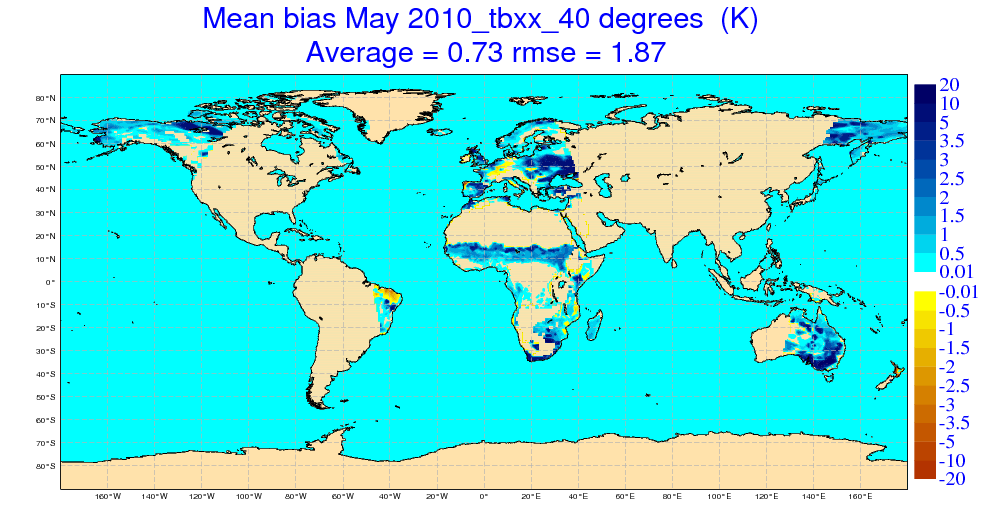 Mean bias May 2010_tbxx_40 degrees (K)
Average = 0.73 rmse = 1.87
80°N
70°N
60°N
50°N
40°N
30°N
20°N
10°N
0°
10°S
20°S
30°S
40°S
50°S
60°S
70°S
80°S
160°W 140°W 120°W 100°W 80°W 60°W 40°W 20°W 0° 20°E 40°E 60°E 80°E 100°E 120°E 140°E 160°E
20
10
5
3.5
3
2.5
2
1.5
1
0.5
0.01
-0.01
-0.5
-1
-1.5
-2
-2.5
-3
-3.5
-5
-10
-20